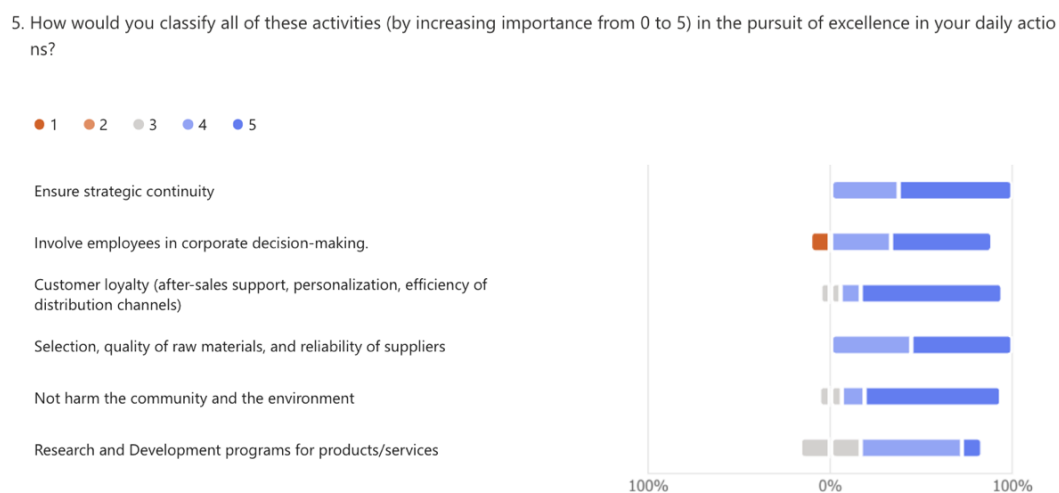 5. How would you classify all of these activities (by increasing importance from 0 to 5) in the pursuit of excellence in your daily actio
ns?
1 2 3 4 5
Ensure strategic continuity
Involve employees in corporate decision-making.
Customer loyalty (after-sales support, personalization, efficiency of
distribution channels)
Selection, quality of raw materials, and reliability of suppliers
Not harm the community and the environment
Research and Development programs for products/services
100% 0% 100%